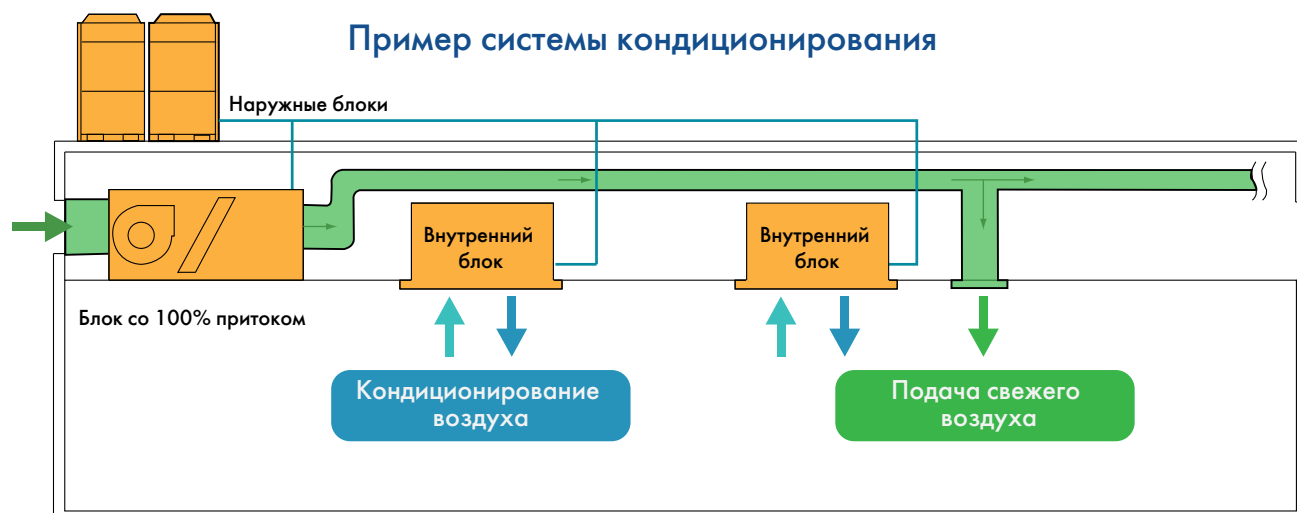 Пример системы кондиционирования
Наружные блоки
Внутренний
блок
Внутренний
блок
Блок со 100% притоком
Кондиционирование
воздуха
Подача свежего
воздуха